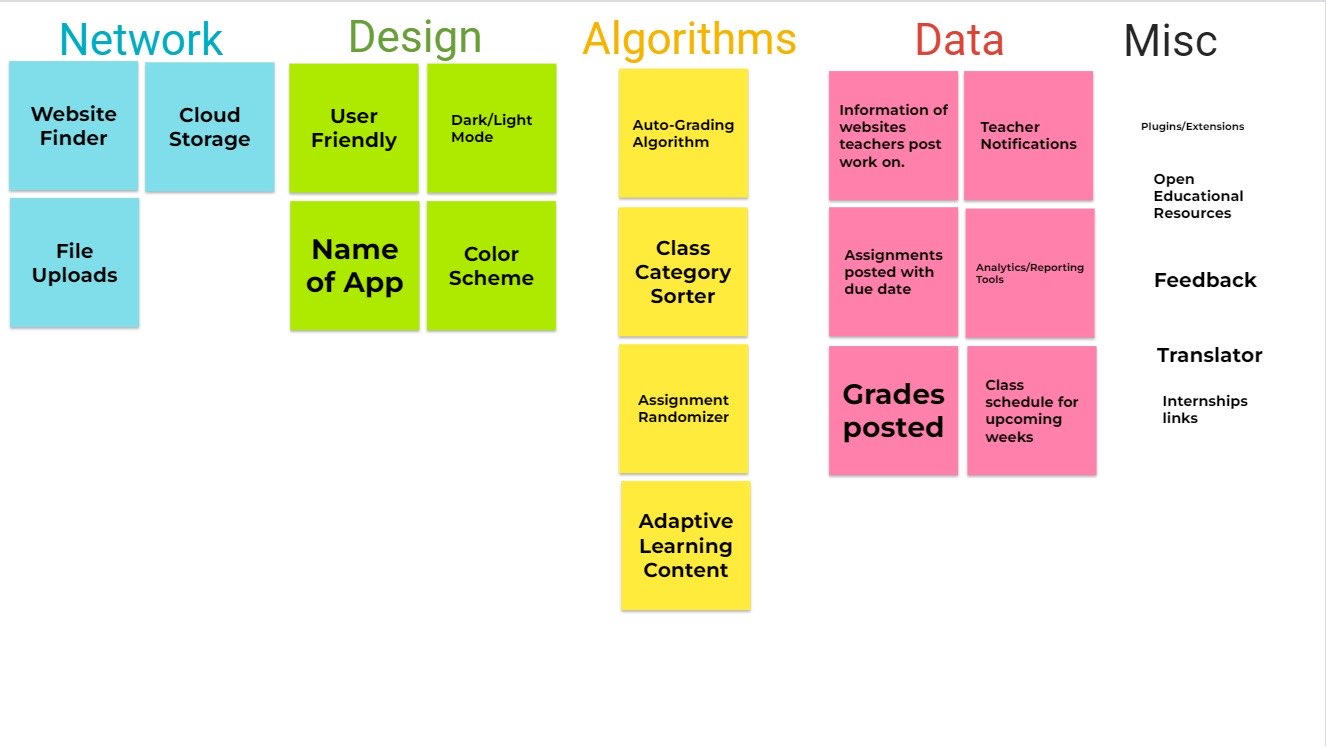 Network
Website
Finder
Cloud
Storage
File
Uploads
Design
User
Friendly
Dark/Light
Mode
Name
of App
Color
Scheme
Algorithms
Auto-Grading
Algorithm
Class
Category
Sorter
Assignment
Randomizer
Adaptive
Learning
Content
Data
Information of
websites
teachers post
work on.
Teacher
Notifications
Assignments
posted with
due date
Analytics/Reporting
Tools
Grades
posted
Class
schedule for
upcoming
weeks
Misc
Plugins/Extensions
Open
Educational
Resources
Feedback
Translator
Internships
links